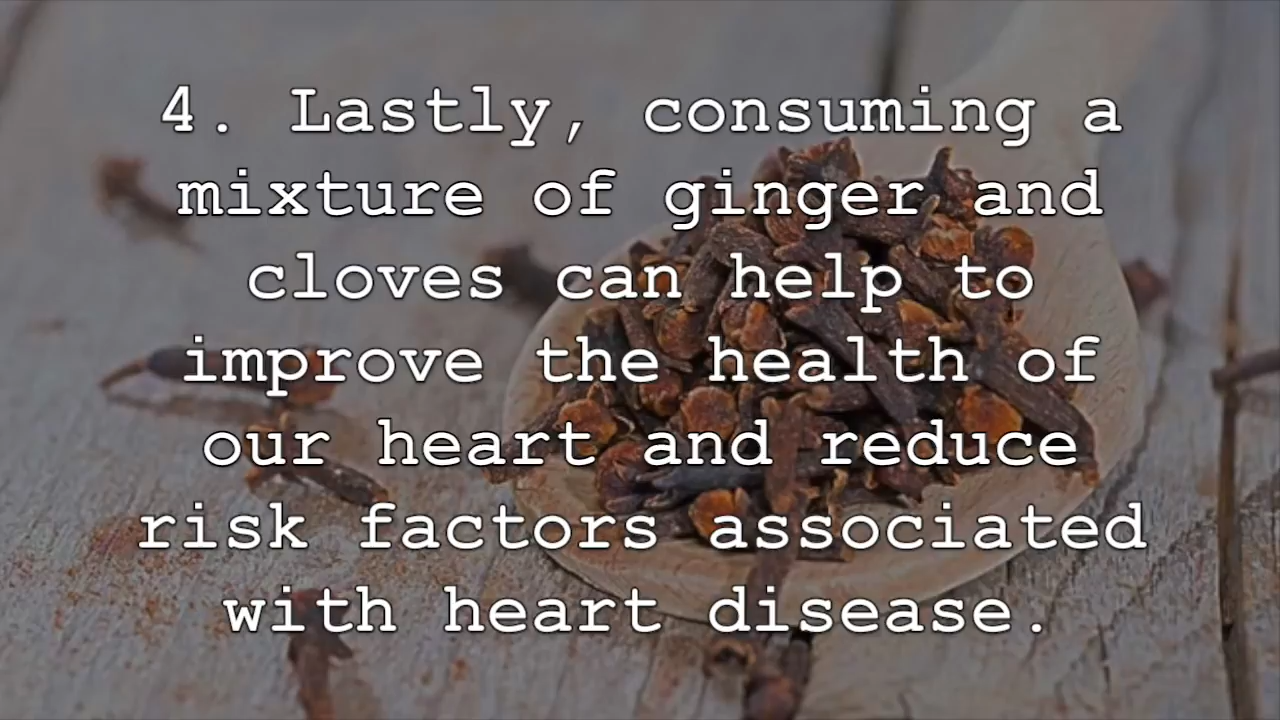 4. Lastly, consuming a
mixture of ginger and
cloves can help to
improve the health of
our heart and reduce
risk factors associated
with heart disease.